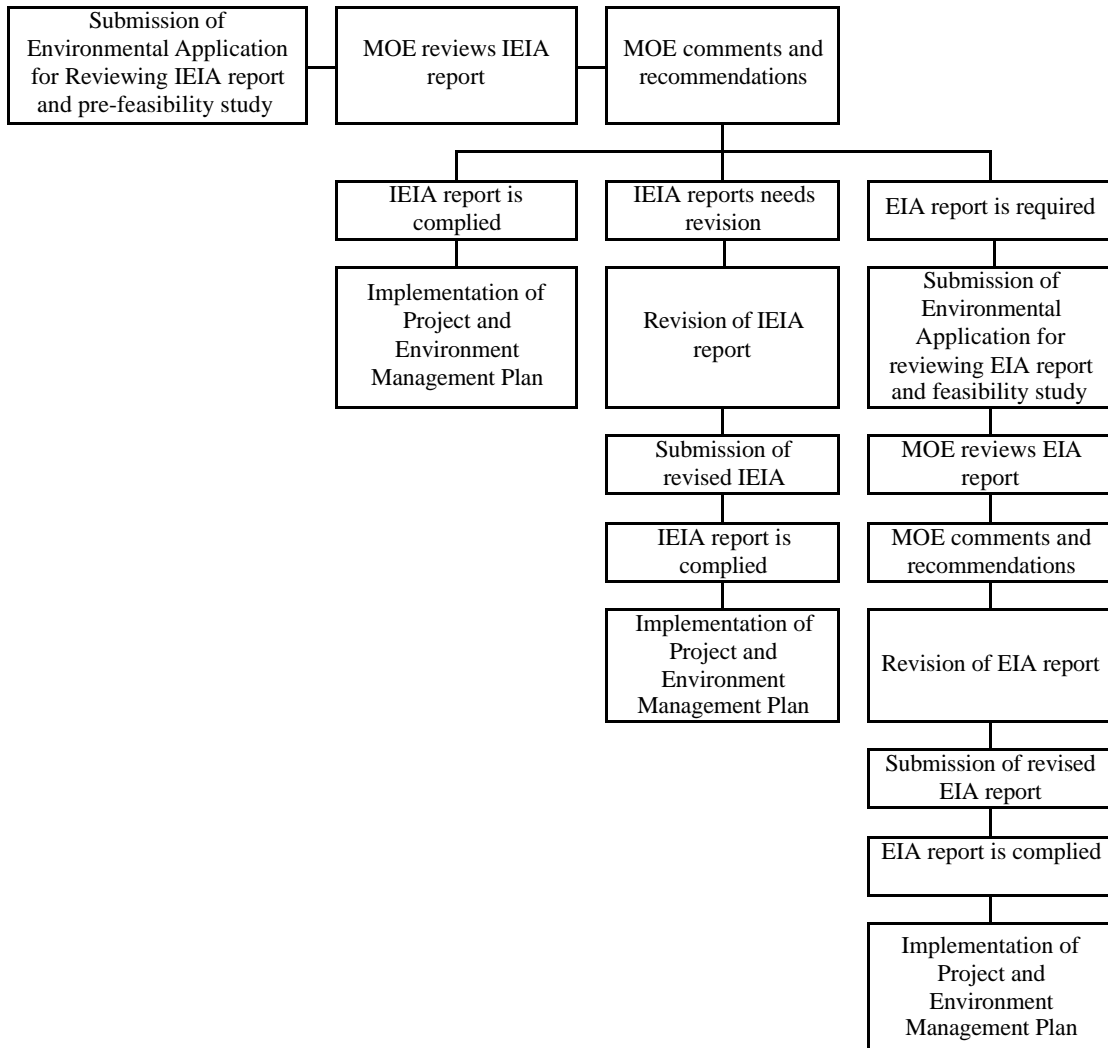 Submission of
Environmental Application
for Reviewing IEIA report
and pre-feasibility study
MOE reviews IEIA
report
MOE comments and
recommendations
IEIA report is
complied
IEIA reports needs
revision
EIA report is required
Implementation of
Project and
Environment
Management Plan
Revision of IEIA
report
Submission of
Environmental
Application for
reviewing EIA report
and feasibility study
Submission of
revised IEIA
MOE reviews EIA
report
IEIA report is
complied
MOE comments and
recommendations
Implementation of
Project and
Environment
Management Plan
Revision of EIA report
Submission of revised
EIA report
EIA report is complied
Implementation of
Project and
Environment
Management Plan